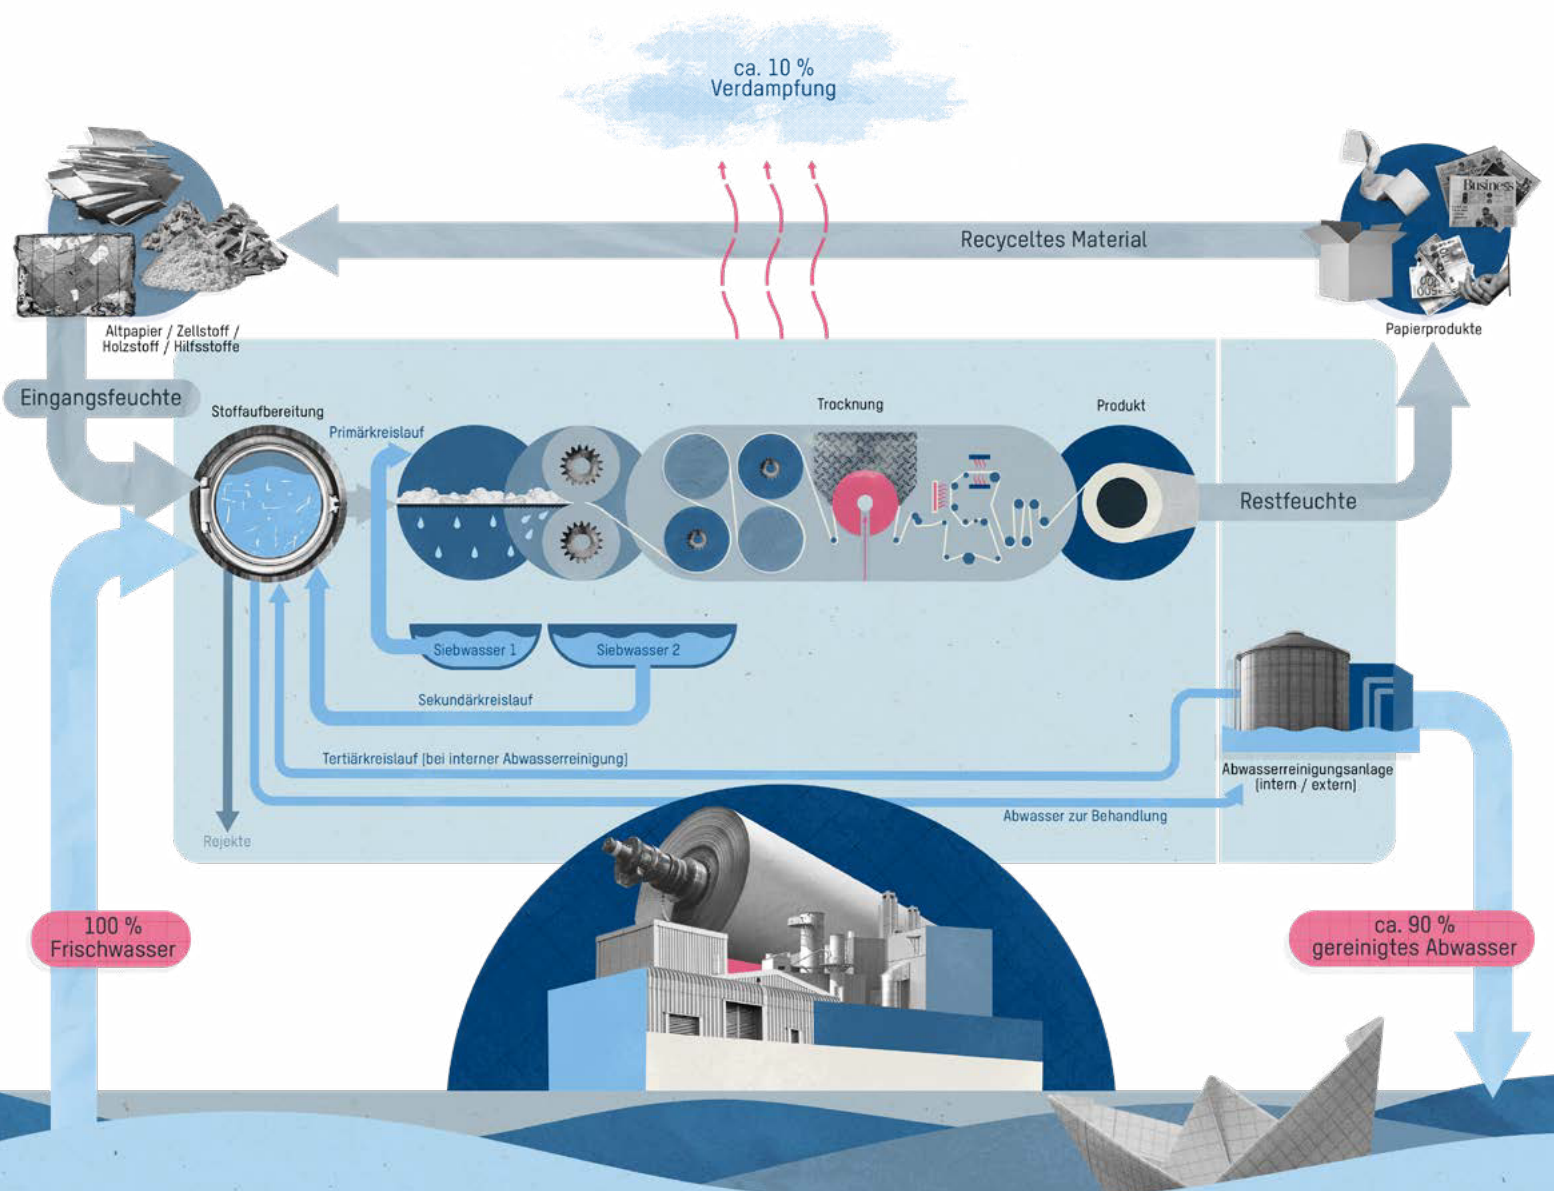 ca. 10 %
Verdampfung
Recyceltes Material
Business
Altpapier / Zellstoff /
Holzstoff / Hilfsstoffe
Papierprodukte
Eingangsfeuchte
Stoffaufbereitung
Primärkreislauf
Trocknung
Produkt
Restfeuchte
Siebwasser 1
Siebwasser 2
Sekundärkreislauf
Tertiärkreislauf (bei interner Abwasserreinigung)
Abwasserreinigungsanlage
(intern / extern)
Abwasser zur Behandlung
Rejekte
100 %
Frischwasser
ca. 90 %
gereinigtes Abwasser